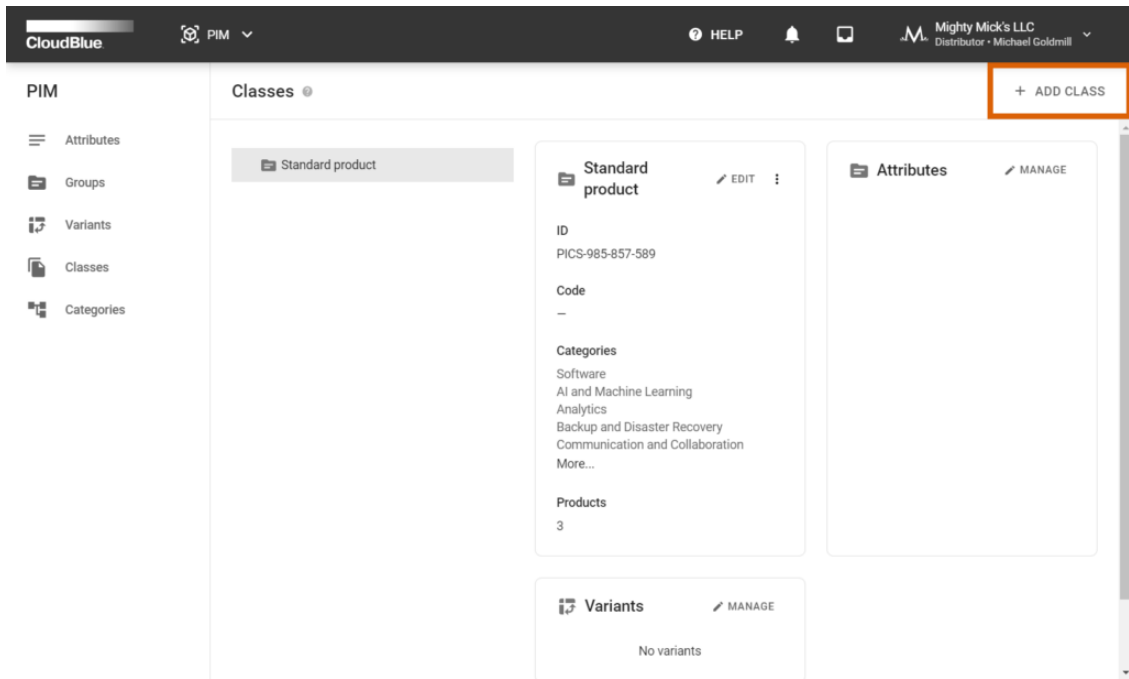 CloudBlue
PIM
HELP
Mighty Mick's LLC
Distributor • Michael Goldmill
PIM
Classes
+ ADD CLASS
Attributes
Groups
Variants
Classes
Categories
Standard product
Standard
product
EDIT
ID
PICS-985-857-589
Code
–
Categories
Software
AI and Machine Learning
Analytics
Backup and Disaster Recovery
Communication and Collaboration
More...
Products
3
Attributes
MANAGE
Variants
MANAGE
No variants